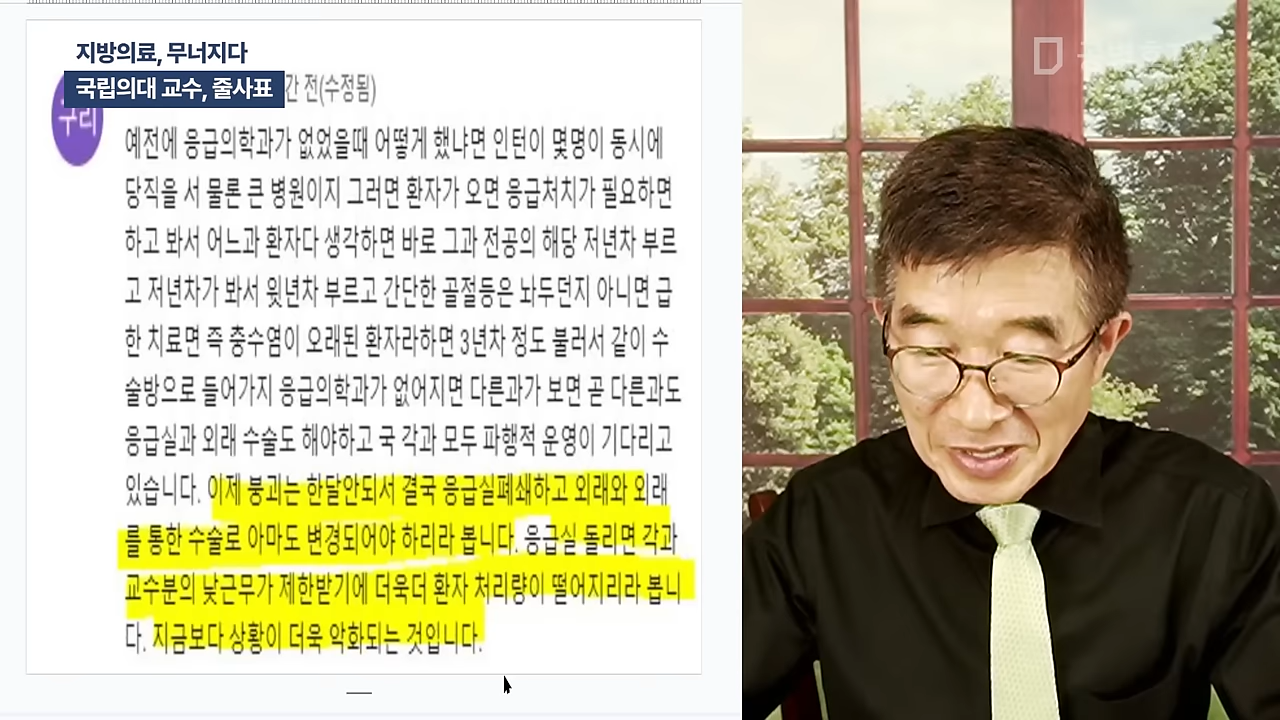 지방의료, 무너지다
국립의대 교수, 줄사표
간 전(수정됨)
구리
예전에 응급의학과가 없었을때 어떻게 했냐면 인턴이 몇명이 동시에
당직을 서 물론 큰 병원이지 그러면 환자가 오면 응급처치가 필요하면
하고 봐서 어느과 환자다 생각하면 바로 그과 전공의 해당 저년차 부르
고 저년차가 봐서 윗년차 부르고 간단한 골절등은 놔두던지 아니면 급
한 치료면 즉 충수염이 오래된 환자라하면 3년차 정도 불러서 같이 수
술방으로 들어가지 응급의학과가 없어지면 다른과가 보면 곧 다른과도
응급실과 외래 수술도 해야하고 국 각과 모두 파행적 운영이 기다리고
있습니다. 이제 붕괴는 한달안되서 결국 응급실폐쇄하고 외래와 외래
를 통한 수술로 아마도 변경되어야 하리라 봅니다. 응급실 돌리면 각과
교수분의 낮근무가 제한받기에 더욱더 환자 처리량이 떨어지리라 봅니
다. 지금보다 상황이 더욱 악화되는 것입니다.